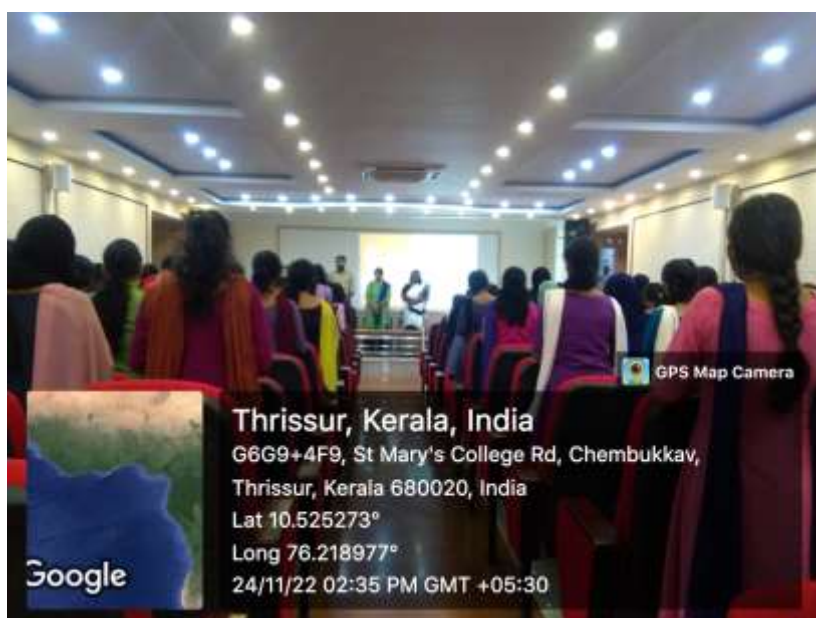 GPS Map Camera
Thrissur, Kerala, India
G6G9+4F9, St Mary's College Rd, Chembukkav,
Thrissur, Kerala 680020, India
Lat 10.525273°
Long 76.218977°
24/11/22 02:35 PM GMT +05:30
Google